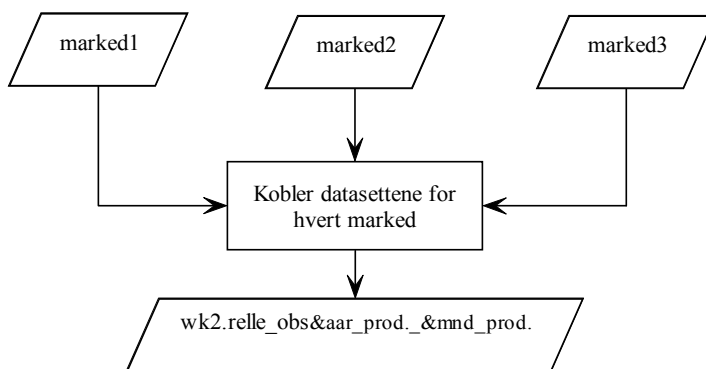 marked1
marked2
marked3
Kobler datasettene for
hvert marked
wk2.relle_obs&aar_prod._&mnd_prod.